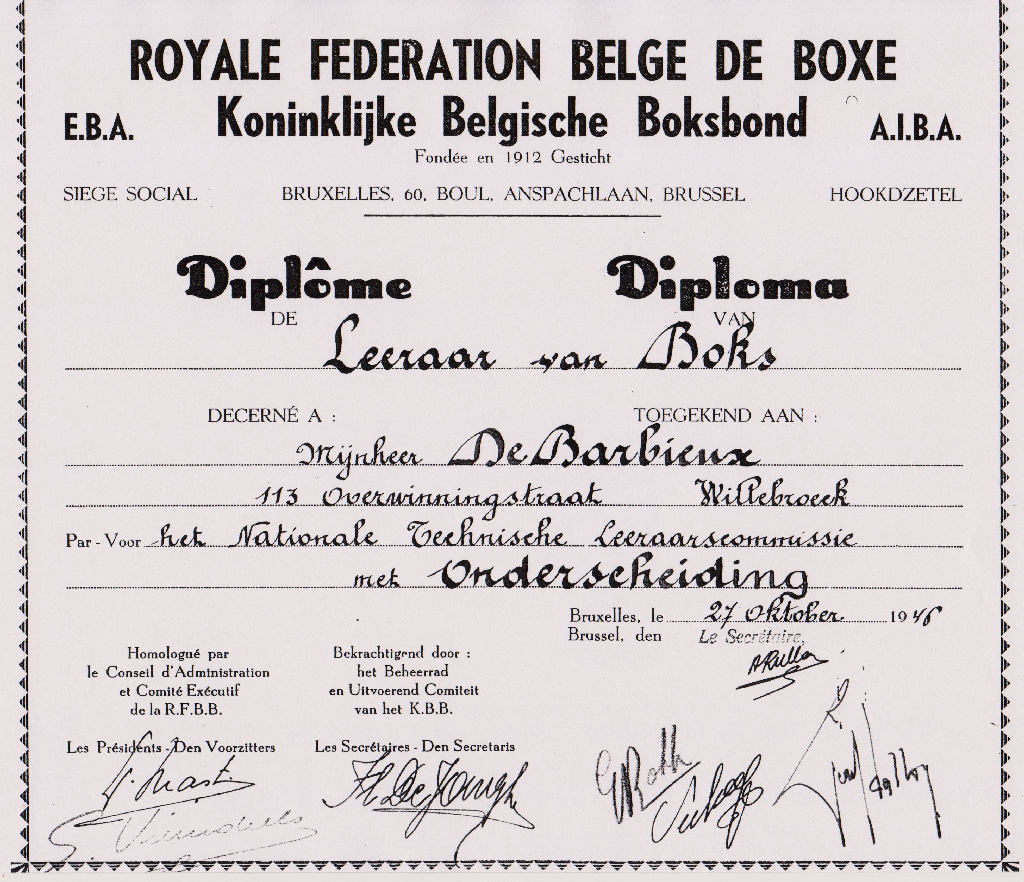 ROYALE FEDERATION BELGE DE BOXE
E.B.A. Koninklijke Belgische Boksbond A.I.B.A.
Fondée en 1912 Gesticht
SIEGE SOCIAL BRUXELLES, 60, BOUL. ANSPACHLAAN, BRUSSEL HOOKDZETEL
Diplôme Diploma
DE VAN
Leeraar van Boks
DECERNÉ A : TOEGEKEND AAN :
Mijnheer De Barbieux
113 Overwinningstraat Willebroeck
Par - Voor het Nationale Technische Leeraarscommissie
met Onderscheiding
Bruxelles, le 27 Oktober 1946
Brussel, den Le Secrétaire,
Homologué par
le Conseil d'Administration
et Comité Exécutif
de la R.F.B.B.
Bekrachtigend door :
het Beheerrad
en Uitvoerend Comiteit
van het K.B.B.
Les Présidents - Den Voorzitters Les Secrétaires - Den Secretaris